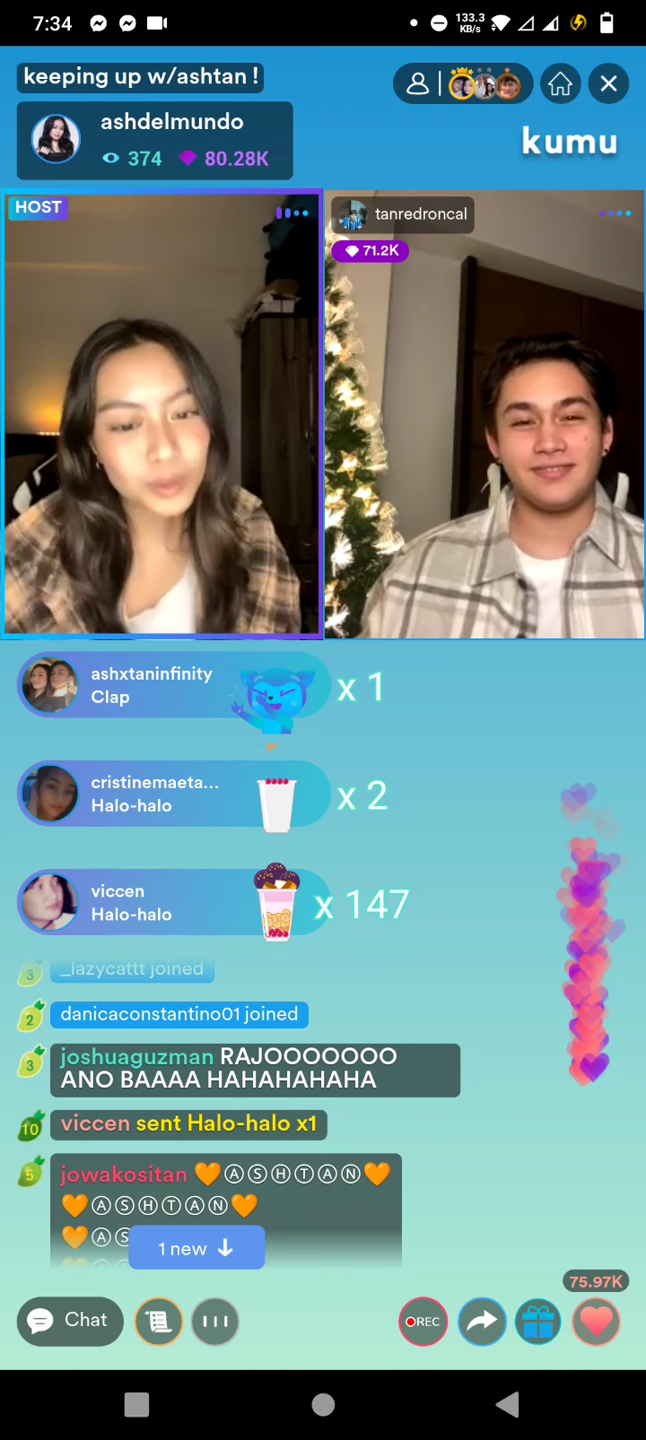 7:34
133.3
KB/s
keeping up w/ashtan !
ashdelmundo
374 80.28K
kumu
HOST
tanredroncal
71.2K
ashxtaninfinity
Clap
x 1
cristinemaeta...
Halo-halo
x 2
viccen
Halo-halo
x 147
3 _lazycattt joined
2 danicaconstantino01 joined
3 joshuaguzman RAJOOOOOOO
ANO BAAAA HAHAHAHAHA
10 viccen sent Halo-halo x1
5 jowakositan 🧡ⒶⓈⒽⓉⒶⓃ🧡
🧡ⒶⓈⒽⓉⒶⓃ🧡
🧡ⒶⓈ
1 new ↓
75.97K
Chat
REC